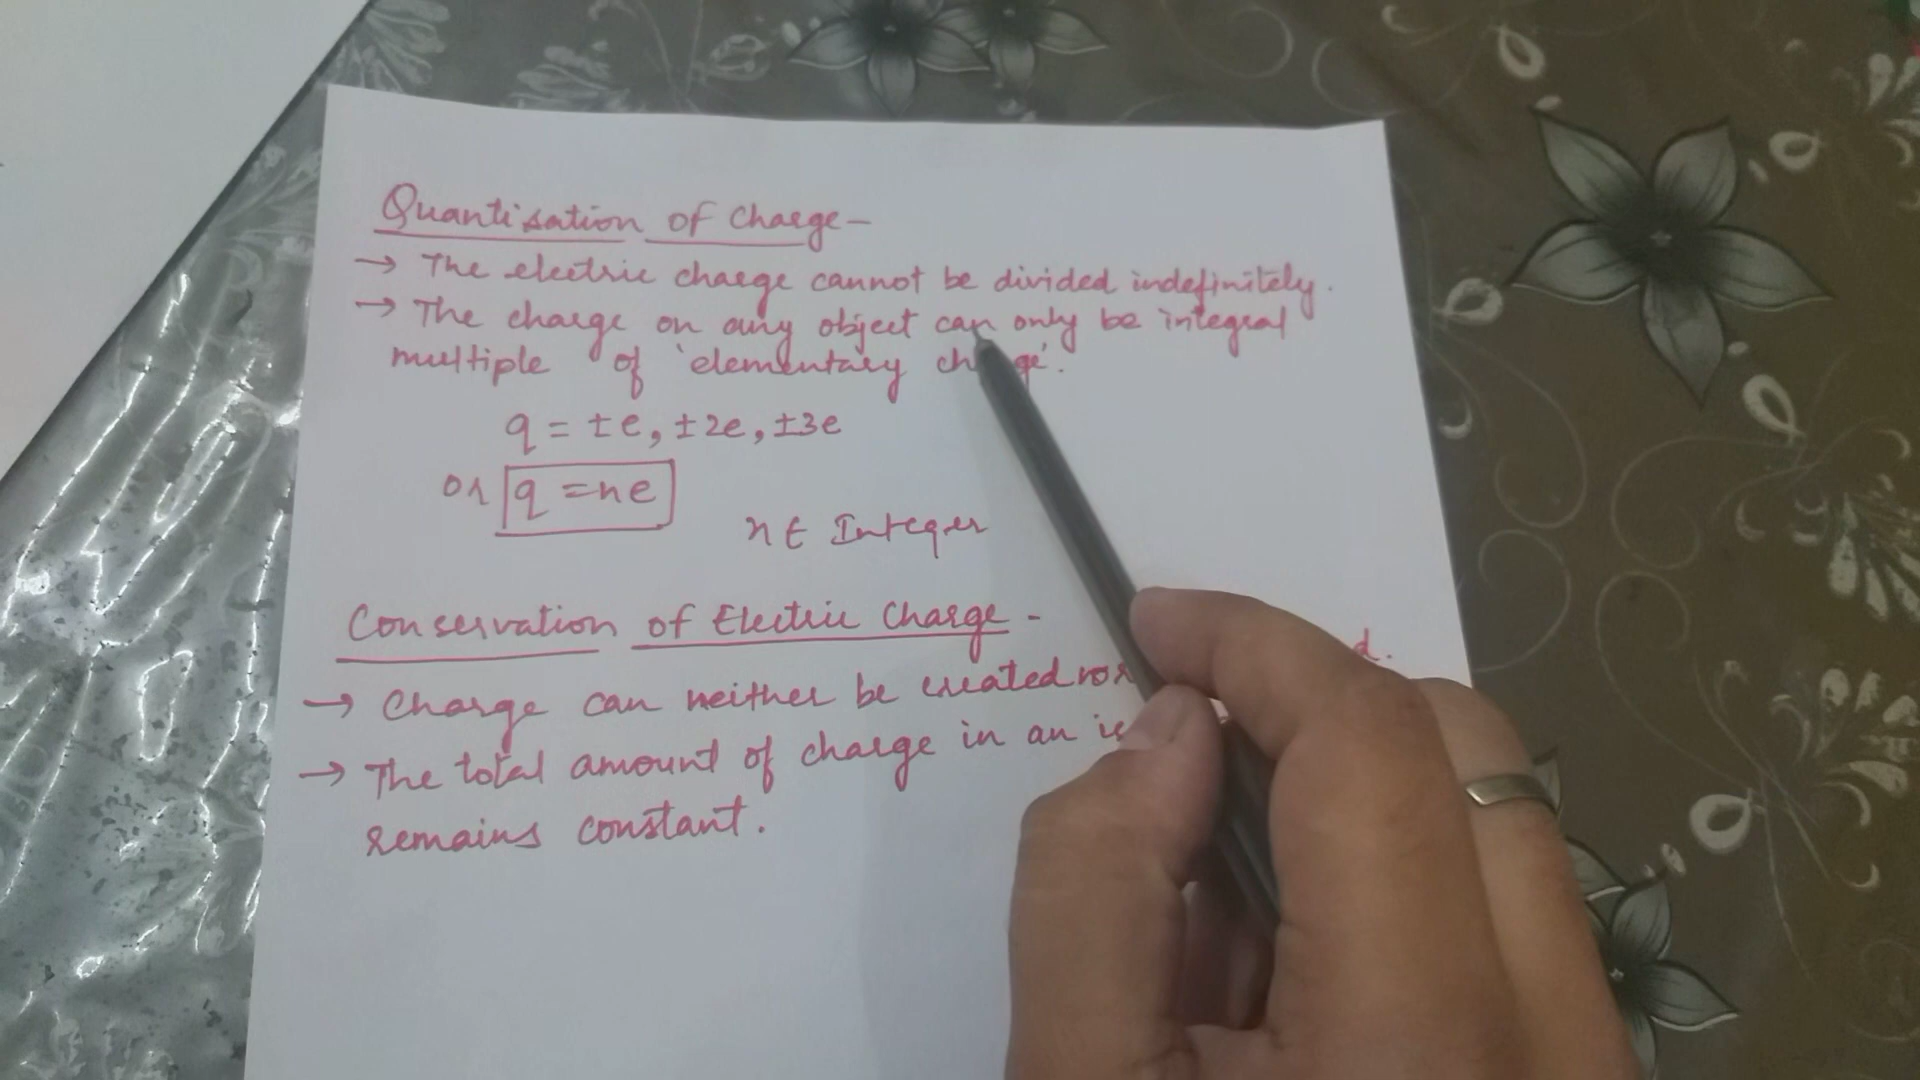 Quantisation of Charge -
→ The electric charge cannot be divided indefinitely.
→ The charge on any object can only be integral
multiple of 'elementary charge'.
q = ±e, ±2e, ±3e
or q = ne
n ∈ Integer
Conservation of Electric Charge -
→ Charge can neither be created nor
→ The total amount of charge in an
remains constant.